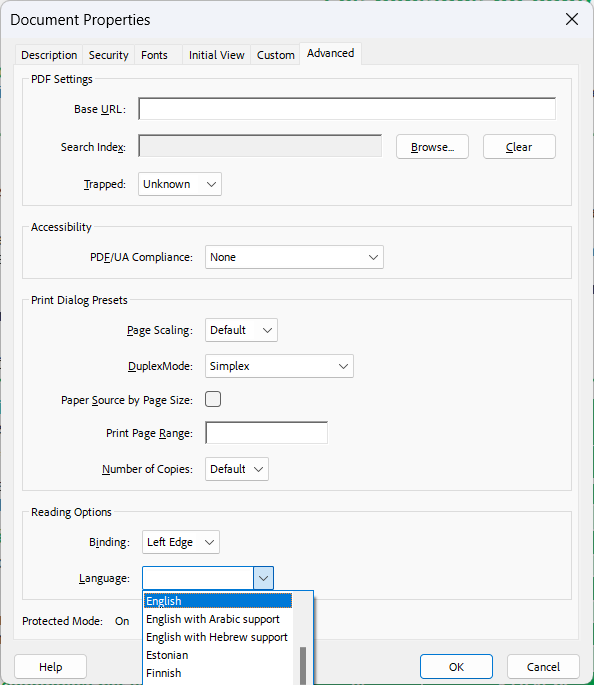 Document Properties
Description Security Fonts Initial View Custom Advanced
PDF Settings
Base URL:
Search Index: Browse... Clear
Trapped: Unknown
Accessibility
PDF/UA Compliance: None
Print Dialog Presets
Page Scaling: Default
DuplexMode: Simplex
Paper Source by Page Size:
Print Page Range:
Number of Copies: Default
Reading Options
Binding: Left Edge
Language:
English
Protected Mode: On
English with Arabic support
English with Hebrew support
Estonian
Finnish
Help OK Cancel